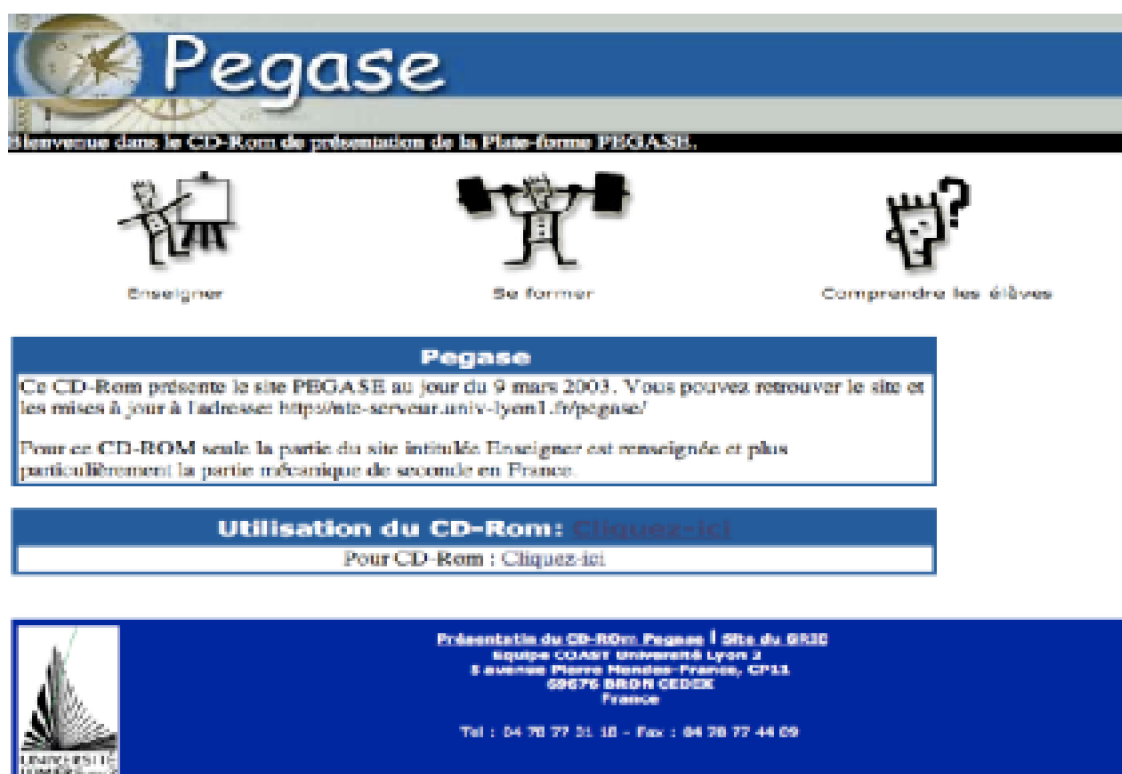 Pegase
Bienvenue dans le CD-Rom de présentation de la Plate-forme PEGASE.
Enseigner
Se former
Comprendre les élèves
Pegase
Ce CD-Rom présente le site PEGASE au jour du 9 mars 2003. Vous pouvez retrouver le site et
les mises à jour à l'adresse: http://nte-serveur.univ-lyon1.fr/pegase/
Pour ce CD-ROM seule la partie du site intitulée Enseigner est renseignée et plus
particulièrement la partie mécanique de seconde en France.
Utilisation du CD-Rom: Cliquez-ici
Pour CD-Rom : Cliquez-ici
Présentatin du CD-ROm Pegase | Site du GRIC
Equipe COAST Université Lyon 2
5 avenue Pierre Mendes-France, CP11
69676 BRON CEDEX
France
Tel : 04 78 77 31 18 - Fax : 04 78 77 44 09
UNIVERSITÉ
LUMIÈRE